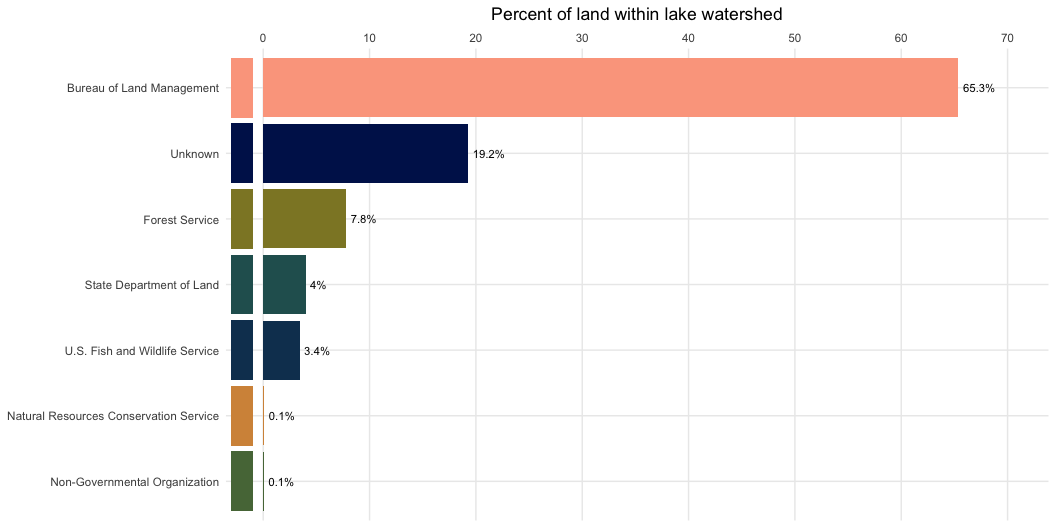 Percent of land within lake watershed
0 10 20 30 40 50 60 70
Bureau of Land Management 65.3%
Unknown 19.2%
Forest Service 7.8%
State Department of Land 4%
U.S. Fish and Wildlife Service 3.4%
Natural Resources Conservation Service 0.1%
Non-Governmental Organization 0.1%